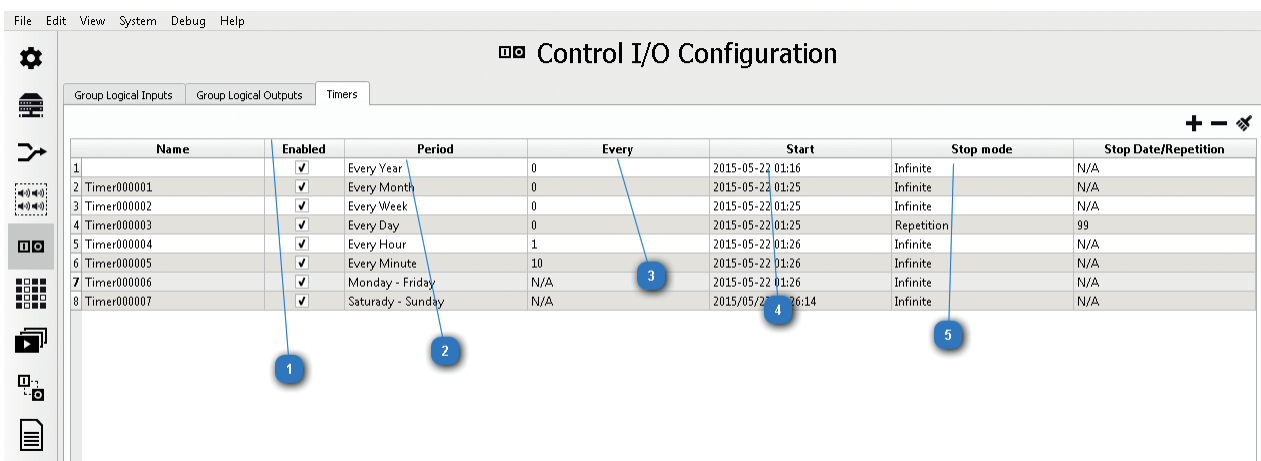 File Edit View System Debug Help
Control I/O Configuration
Group Logical Inputs Group Logical Outputs Timers
Name Enabled Period Every Start Stop mode Stop Date/Repetition
1 Every Year 0 2015-05-22 01:16 Infinite N/A
2 Timer000001 Every Month 0 2015-05-22 01:25 Infinite N/A
3 Timer000002 Every Week 0 2015-05-22 01:25 Infinite N/A
4 Timer000003 Every Day 0 2015-05-22 01:25 Repetition 99
5 Timer000004 Every Hour 1 2015-05-22 01:26 Infinite N/A
6 Timer000005 Every Minute 10 2015-05-22 01:26 Infinite N/A
7 Timer000006 Monday - Friday N/A 2015-05-22 01:26 Infinite N/A
8 Timer000007 Saturady - Sunday N/A Infinite N/A
3
4
5
2
1